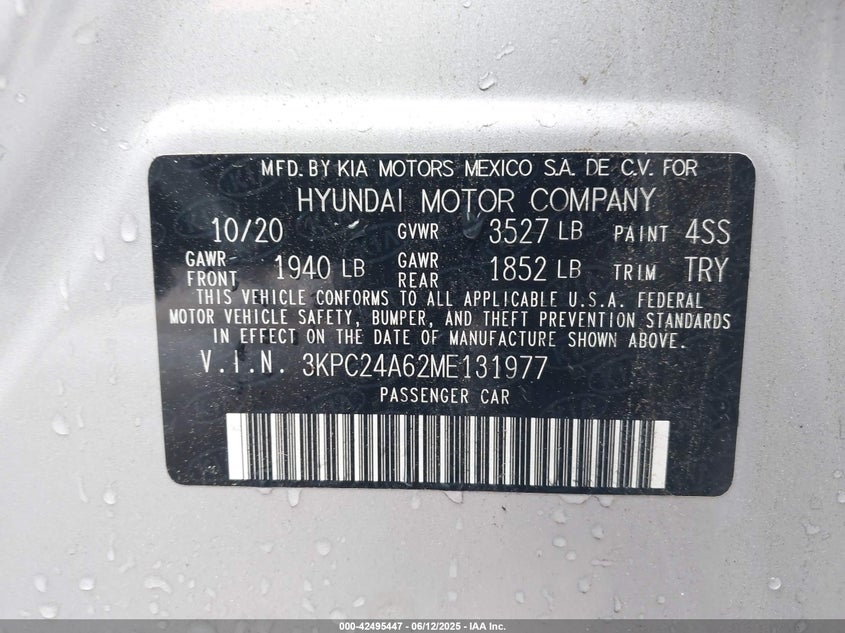 MFD. BY KIA MOTORS MEXICO S.A. DE C.V. FOR
HYUNDAI MOTOR COMPANY
10/20 GVWR 3527 LB PAINT 4SS
GAWR FRONT 1940 LB GAWR REAR 1852 LB TRIM TRY
THIS VEHICLE CONFORMS TO ALL APPLICABLE U.S.A. FEDERAL
MOTOR VEHICLE SAFETY, BUMPER, AND THEFT PREVENTION STANDARDS
IN EFFECT ON THE DATE OF MANUFACTURE SHOWN ABOVE.
V.I.N. 3KPC24A62ME131977
PASSENGER CAR
000-42495447 - 06/12/2025 - IAA Inc.